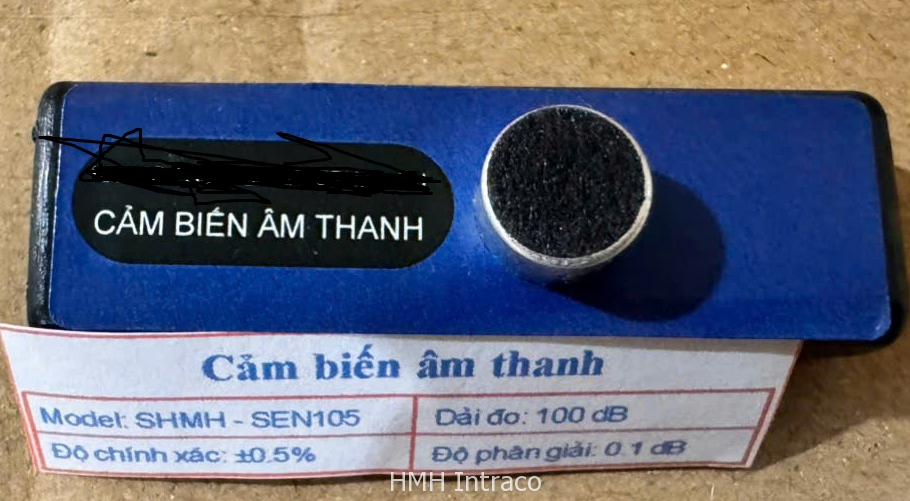 CẢM BIẾN ÂM THANH
Cảm biến âm thanh
Model: SHMH - SEN105
Dải đo: 100 dB
Độ chính xác: ±0.5%
Độ phân giải: 0.1 dB
HMH Intraco